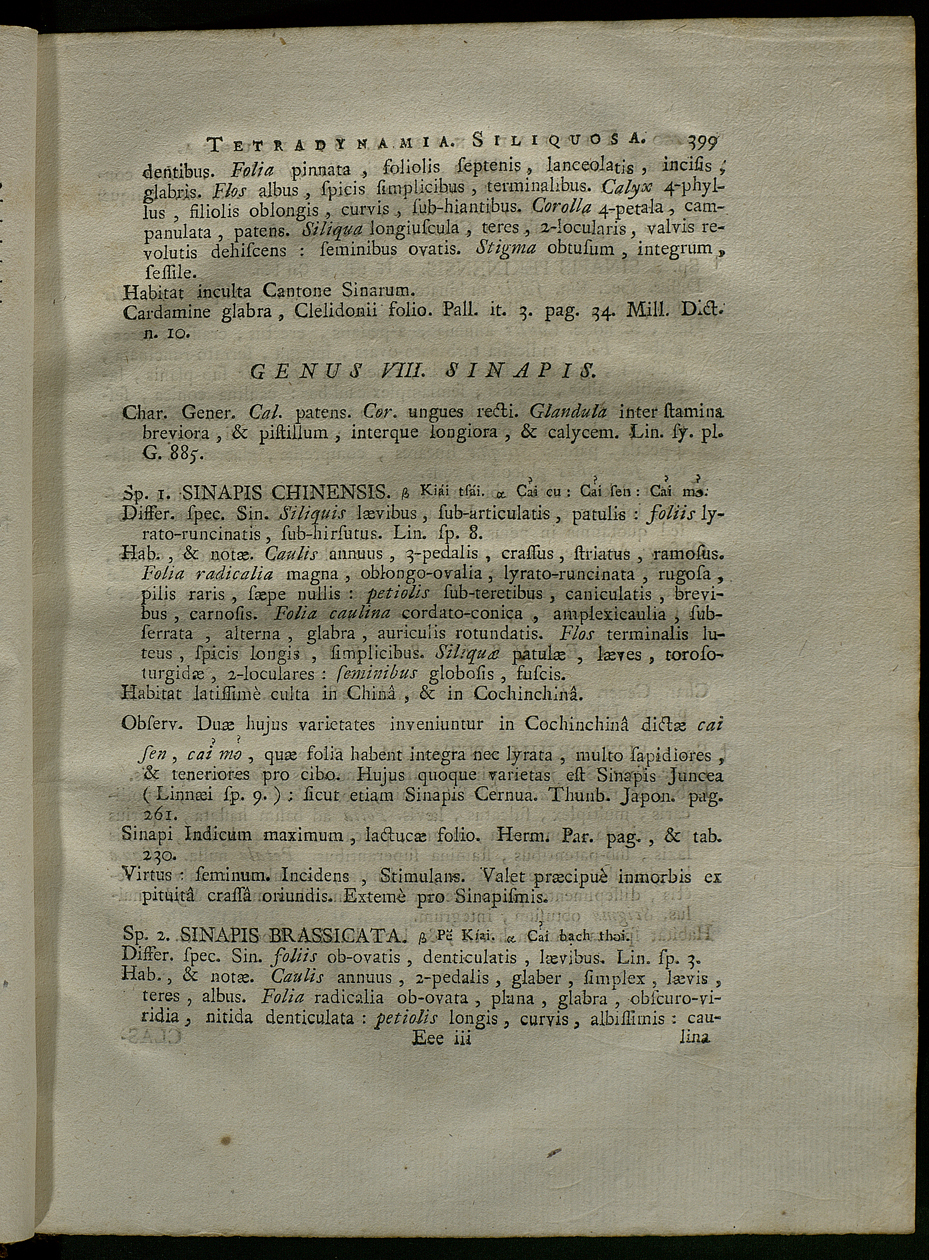 TETRADYNAMIA. SILIQUOSA. 399
dentibus. Folia pinnata, foliolis ſeptenis, lanceolatis, inciſis,
glabris. Flos albus, ſpicis ſimplicibus, terminalibus. Calyx 4-phyl-
lus, filiolis oblongis, curvis, ſub-hiantibus. Corolla 4-petala, cam-
panulata, patens. Siliqua longiuſcula, teres, 2-locularis, valvis re-
volutis dehiſcens : ſeminibus ovatis. Stigma obtuſum, integrum,
ſeſſile.
Habitat inculta Cantone Sinarum.
Cardamine glabra, Clelidonii folio. Pall. it. 3. pag. 34. Mill. Dict.
n. 10.
GENUS VIII. SINAPIS.
Char. Gener. Cal. patens. Cor. ungues recti. Glandula inter ſtamina
breviora, & piſtillum, interque longiora, & calycem. Lin. ſy. pl.
G. 885.
Sp. 1. SINAPIS CHINENSIS. β Kiái tſái. α Cải cu : Cải ſen : Cải mở.
Differ. ſpec. Sin. Siliquis lævibus, ſub-articulatis, patulis : foliis ly-
rato-runcinatis, ſub-hirſutus. Lin. ſp. 8.
Hab., & notæ. Caulis annuus, 3-pedalis, craſſus, ſtriatus, ramoſus.
Folia radicalia magna, oblongo-ovalia, lyrato-runcinata, rugoſa,
pilis raris, ſæpe nullis : petiolis ſub-teretibus, caniculatis, brevi-
bus, carnoſis. Folia caulina cordato-conica, amplexicaulia, ſub-
ſerrata, alterna, glabra, auriculis rotundatis. Flos terminalis lu-
teus, ſpicis longis, ſimplicibus. Siliquæ patulæ, læves, toroſo-
turgidæ, 2-loculares : ſeminibus globoſis, fuſcis.
Habitat latiſſimè culta in Chinâ, & in Cochinchinâ.
Obſerv. Duæ hujus varietates inveniuntur in Cochinchinâ dictæ cai
ſen, cải mở, quæ folia habent integra nec lyrata, multo ſapidiores,
& teneriores pro cibo. Hujus quoque varietas eſt Sinapis Juncea
(Linnæi ſp. 9.) ; ſicut etiam Sinapis Cernua. Thunb. Japon. pag.
261.
Sinapi Indicum maximum, lactucæ folio. Herm. Par. pag., & tab.
230.
Virtus : ſeminum. Incidens, Stimulans. Valet præcipuè inmorbis ex
pituitâ craſſâ oriundis. Extemè pro Sinapiſmis.
Sp. 2. SINAPIS BRASSICATA. β Pĕ Kiai. α Cải bach thai.
Differ. ſpec. Sin. foliis ob-ovatis, denticulatis, lævibus. Lin. ſp. 3.
Hab., & notæ. Caulis annuus, 2-pedalis, glaber, ſimplex, lævis,
teres, albus. Folia radicalia ob-ovata, plana, glabra, obſcuro-vi-
ridia, nitida denticulata : petiolis longis, curvis, albiſſimis : cau-
Eee iii lina